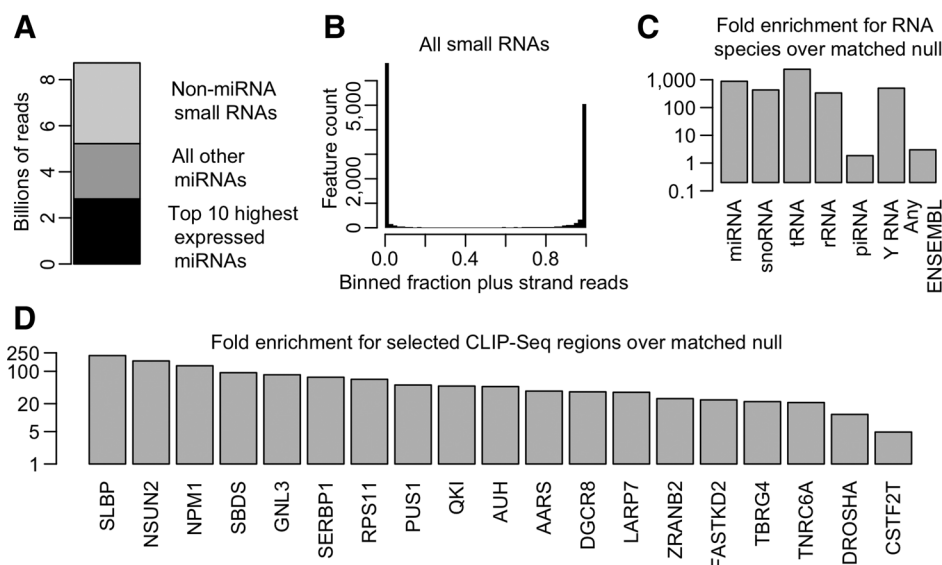 A
Billions of reads
8
6
4
2
0
Non-miRNA
small RNAs
All other
miRNAs
Top 10 highest
expressed
miRNAs
B
All small RNAs
Feature count
5,000
2,000
0
0.0
0.4
0.8
Binned fraction plus strand reads
C
Fold enrichment for RNA
species over matched null
1,000
100
10
1
0.1
miRNA
snoRNA
tRNA
rRNA
piRNA
Y RNA
Any
ENSEMBL
D
Fold enrichment for selected CLIP-Seq regions over matched null
250
100
20
5
1
SLBP
NSUN2
NPM1
SBDS
GNL3
SERBP1
RPS11
PUS1
QKI
AUH
AARS
DGCR8
LARP7
ZRANB2
FASTKD2
TBRG4
TNRC6A
DROSHA
CSTF2T